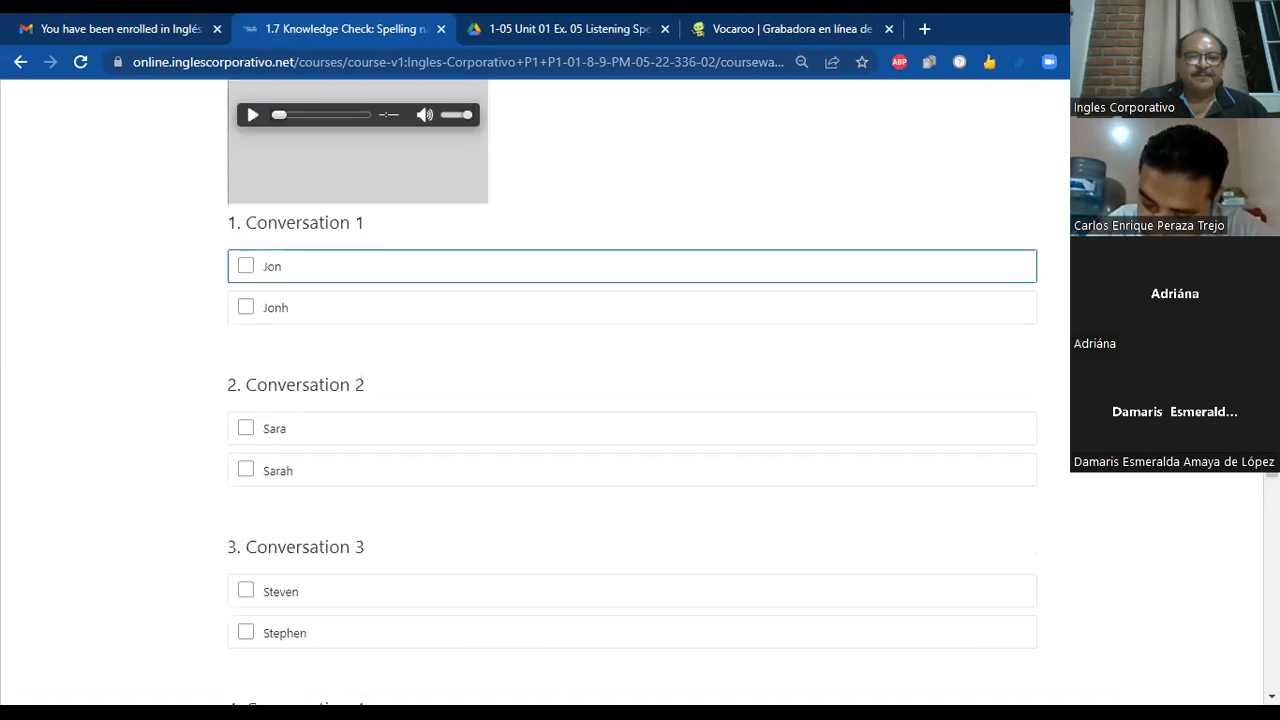 You have been enrolled in Inglés
1.7 Knowledge Check: Spelling n
1-05 Unit 01 Ex. 05 Listening Spe
Vocaroo | Grabadora en línea de
online.inglescorporativo.net/courses/course-v1:Ingles-Corporativo+P1+P1-01-8-9-PM-05-22-336-02/coursewa...
ABP
Ingles Corporativo
Carlos Enrique Peraza Trejo
Adriána
Adriána
Damaris Esmerald...
Damaris Esmeralda Amaya de López
-:--
1. Conversation 1
Jon
Jonh
2. Conversation 2
Sara
Sarah
3. Conversation 3
Steven
Stephen